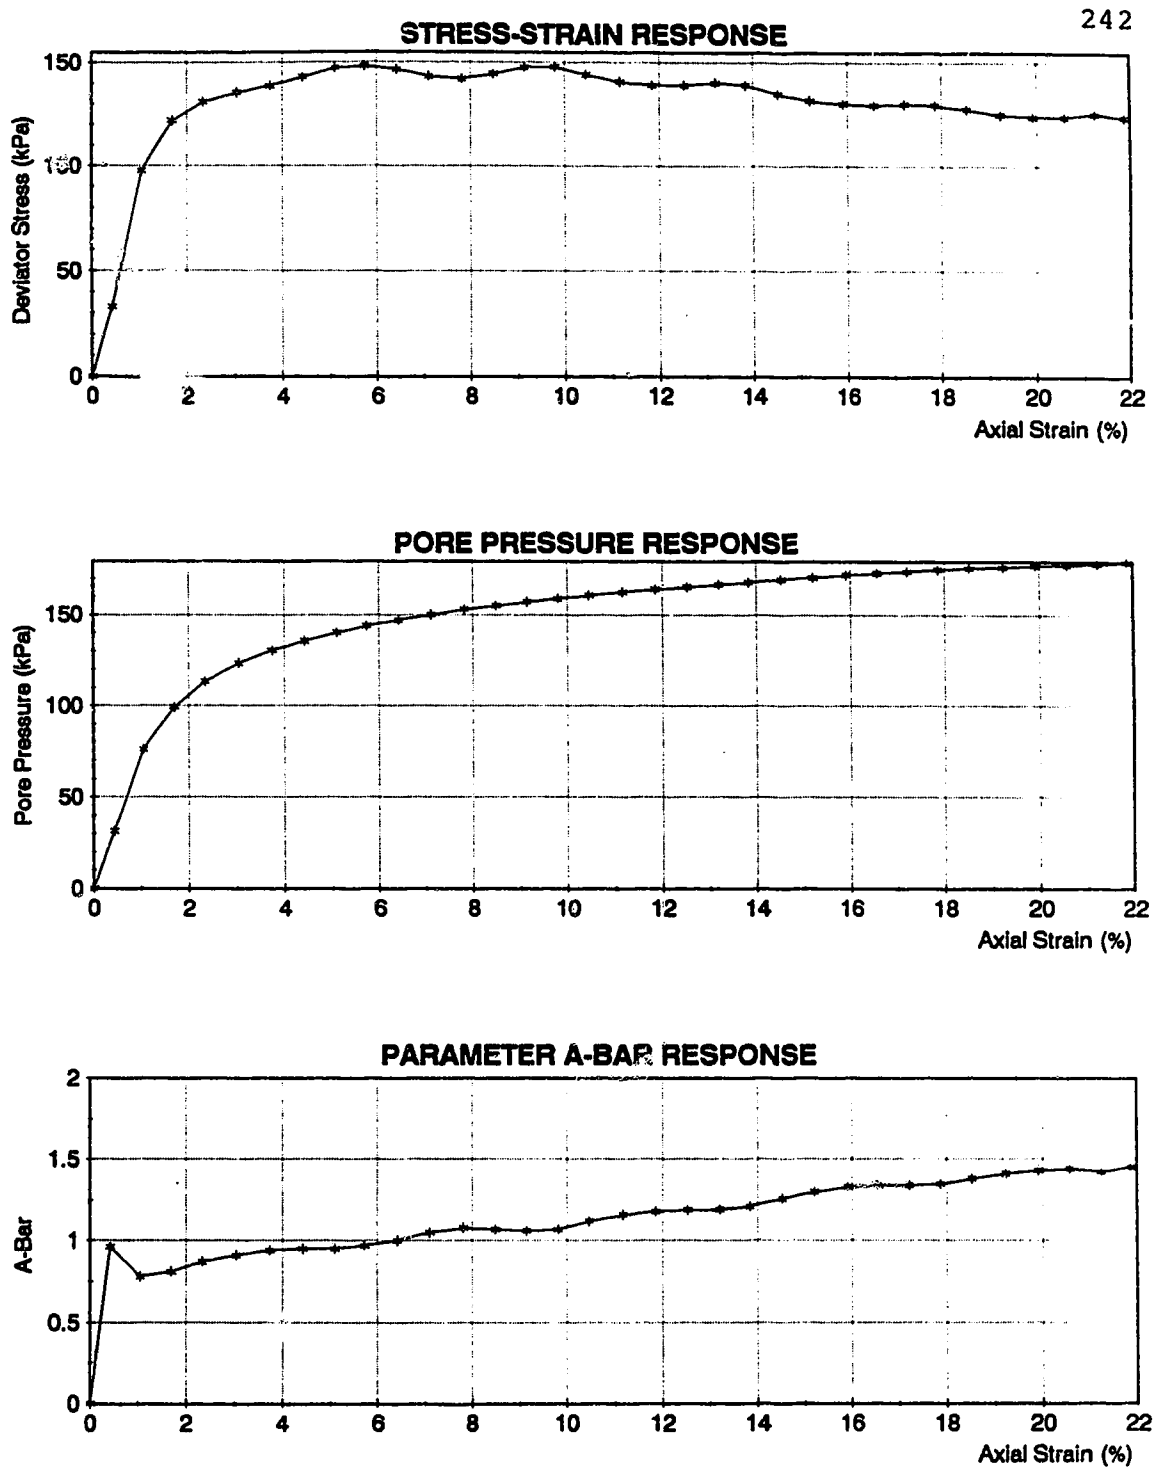 242
STRESS-STRAIN RESPONSE
Deviator Stress (kPa)
150
100
50
0
0 2 4 6 8 10 12 14 16 18 20 22
Axial Strain (%)
PORE PRESSURE RESPONSE
Pore Pressure (kPa)
150
100
50
0
0 2 4 6 8 10 12 14 16 18 20 22
Axial Strain (%)
PARAMETER A-BAR RESPONSE
A-Bar
2
1.5
1
0.5
0
0 2 4 6 8 10 12 14 16 18 20 22
Axial Strain (%)